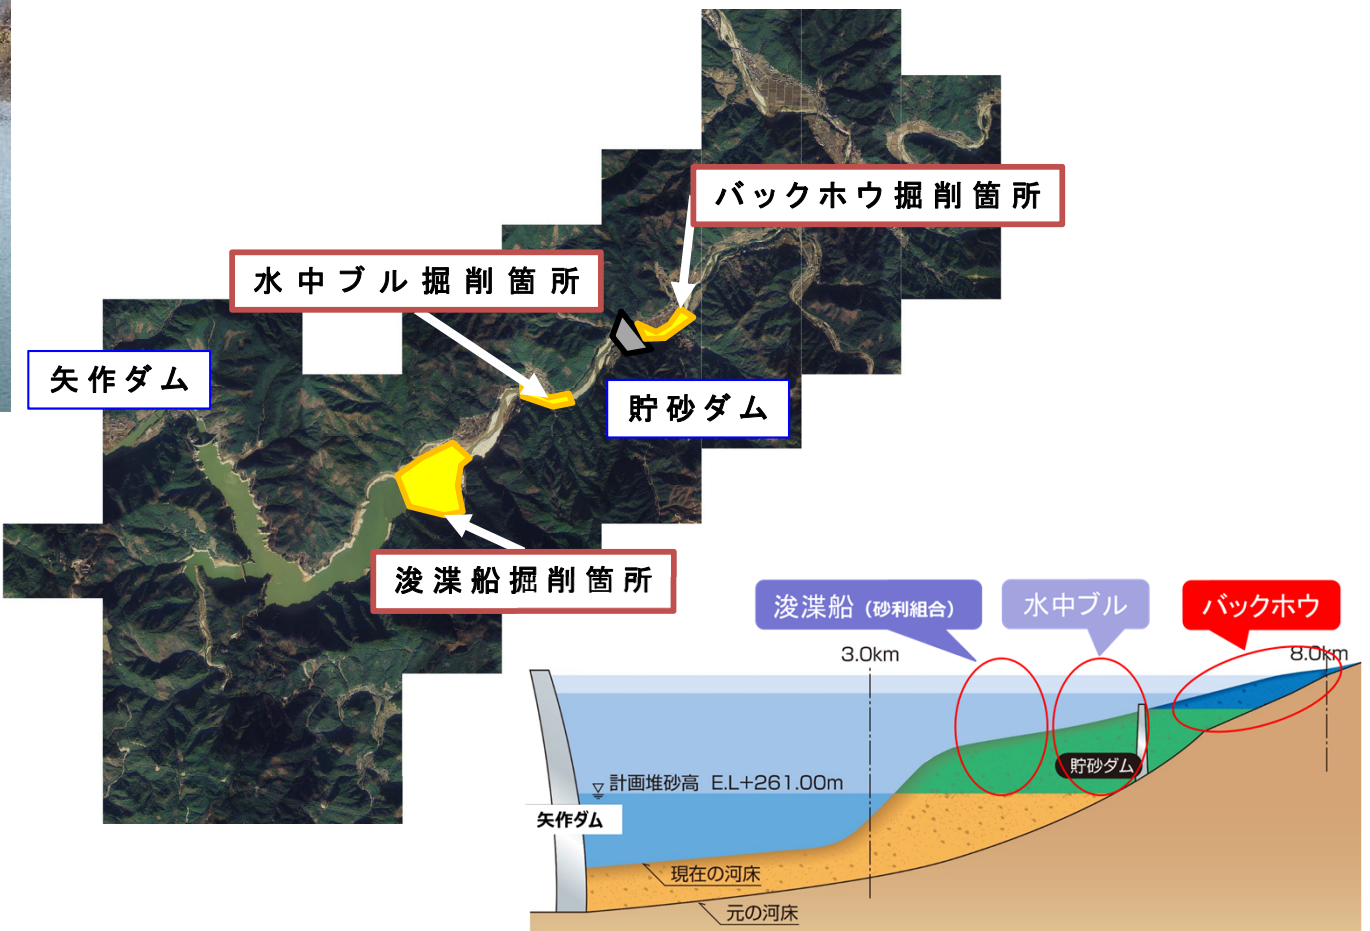 バックホウ掘削箇所
水中ブル掘削箇所
矢作ダム
貯砂ダム
浚渫船掘削箇所
浚渫船（砂利組合）
水中ブル
バックホウ
3.0km
8.0km
貯砂ダム
計画堆砂高 E.L+261.00m
矢作ダム
現在の河床
元の河床